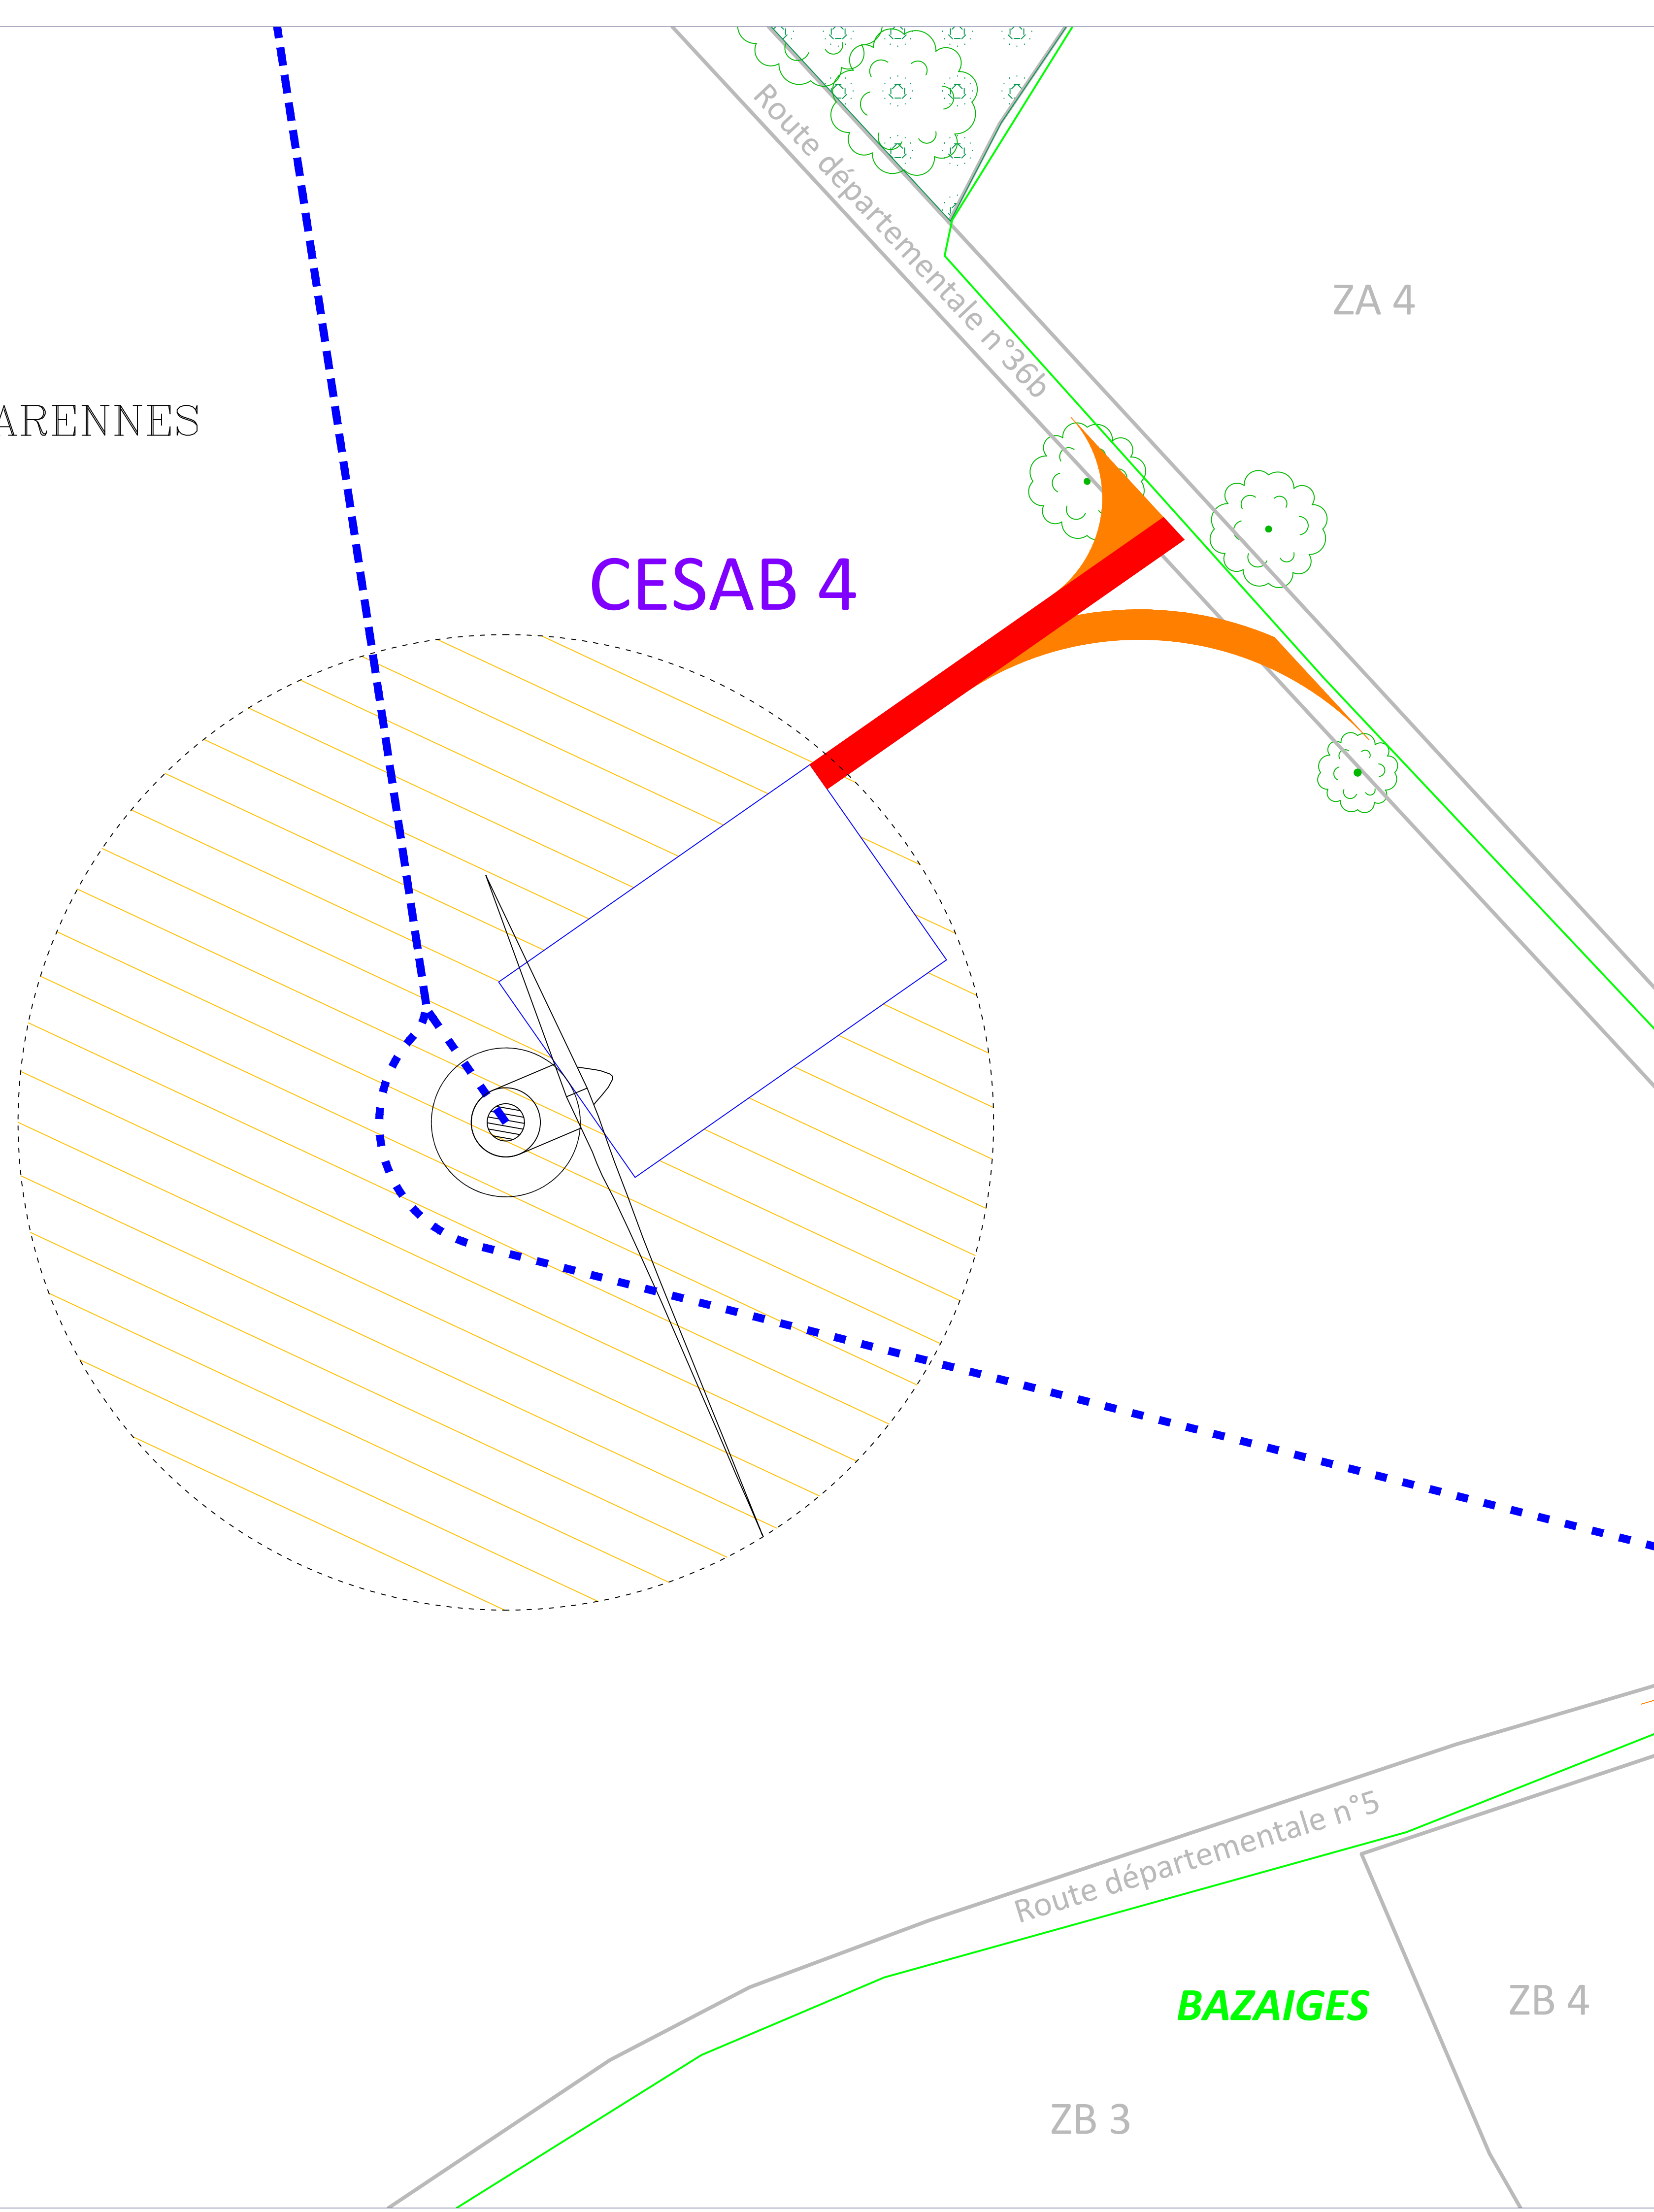 Route départementale n°36b
ZA 4
ARENNES
CESAB 4
Route départementale n°5
BAZAIGES
ZB 4
ZB 3